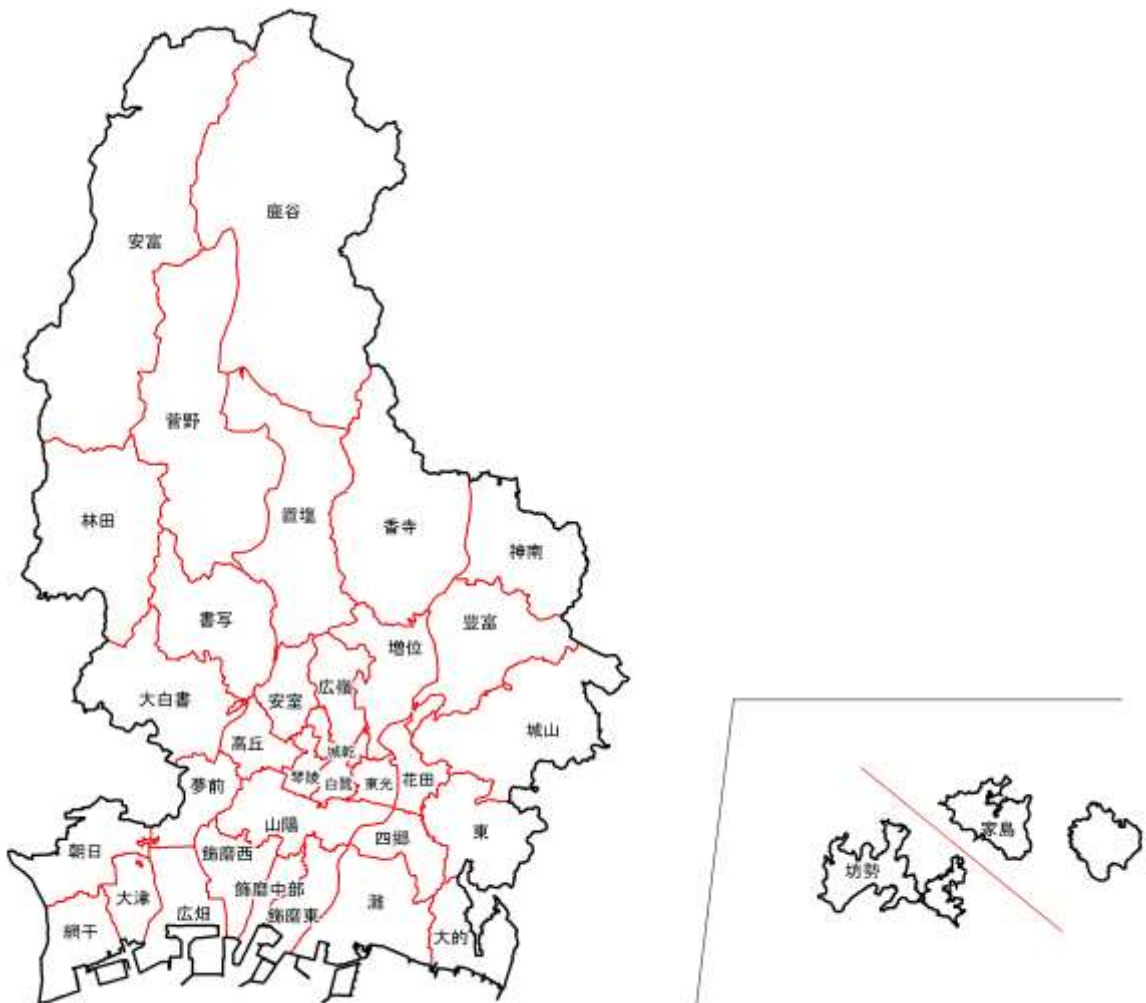 鹿谷
安富
菅野
林田
置塩
香寺
神南
書写
豊富
増位
大白書
安室
広嶺
城山
高丘
城乾
夢前
琴陵
白鷺
東光
花田
山陽
四郷
東
朝日
飾磨西
大津
飾磨中部
灘
広畑
飾磨東
網干
大的
家島
坊勢